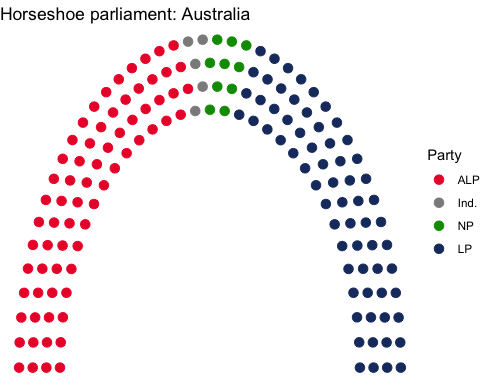 Horseshoe parliament: Australia
Party
ALP
Ind.
NP
LP